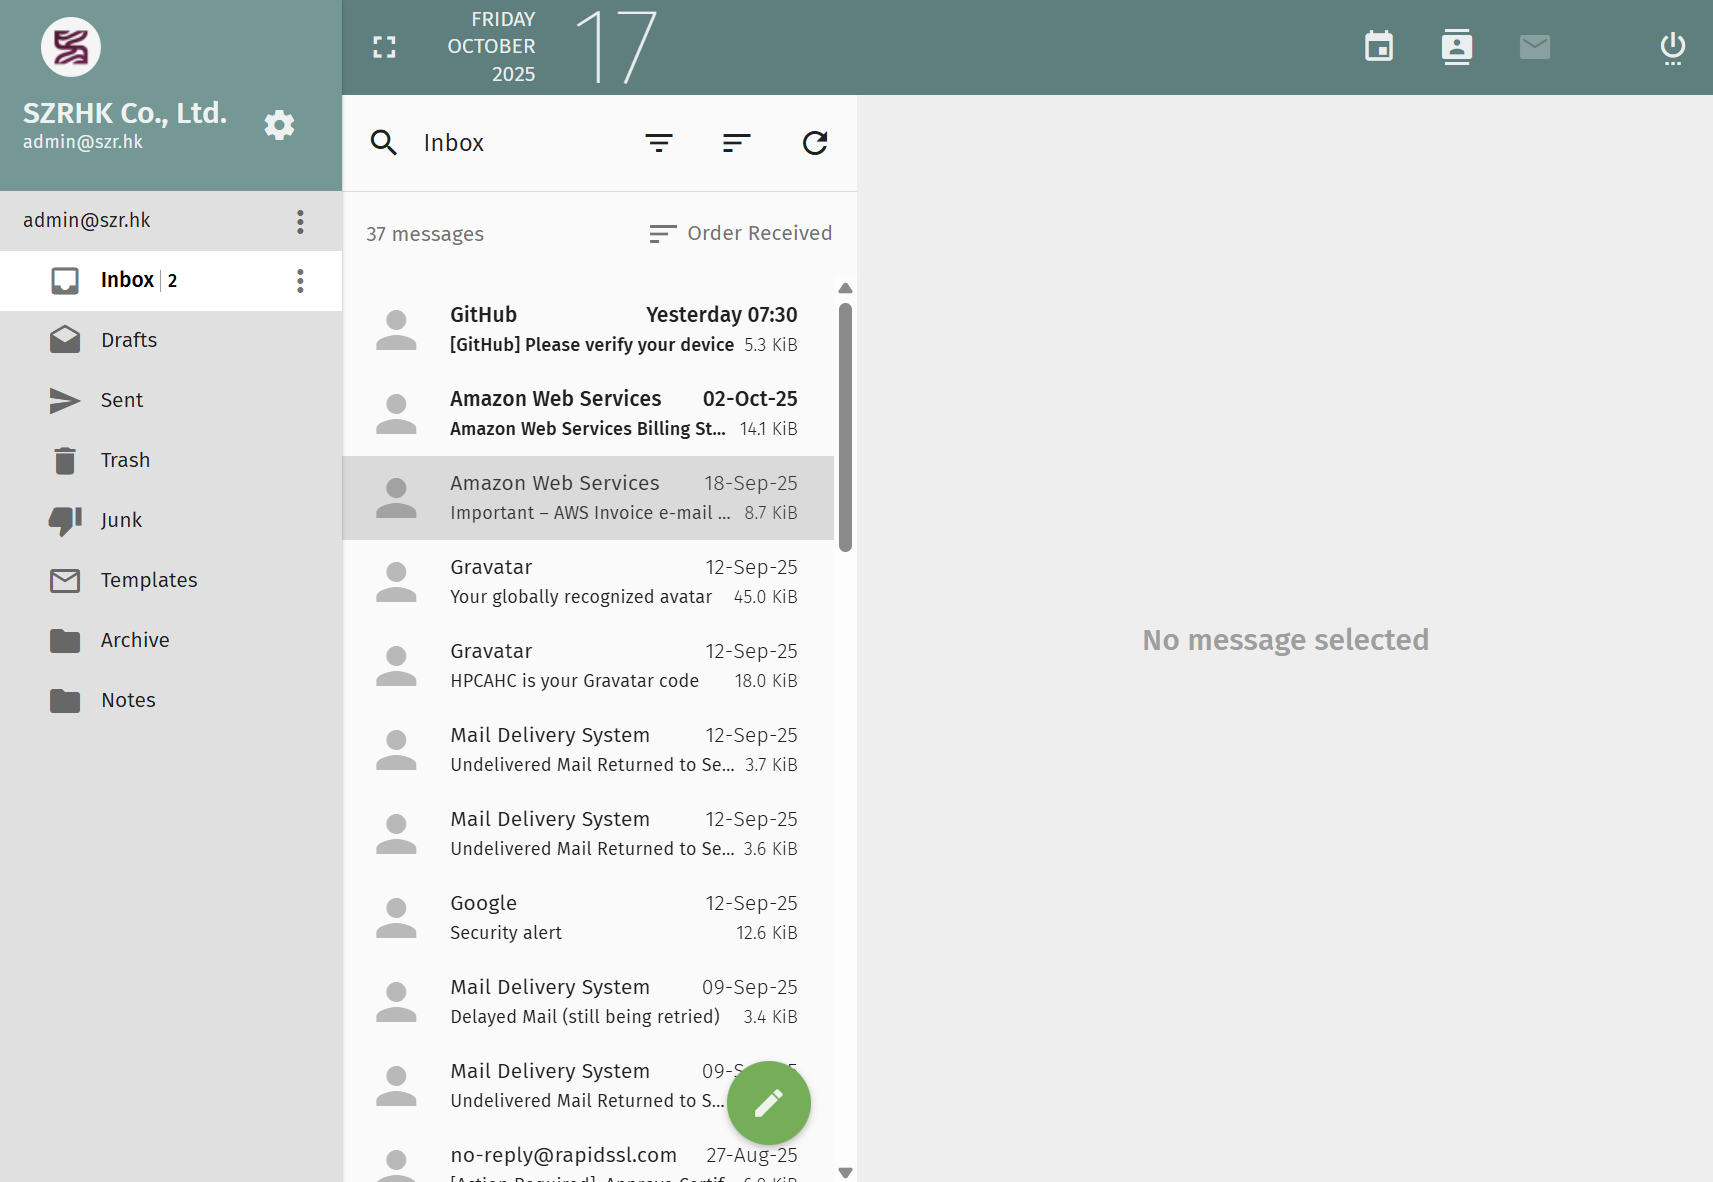 SZRHK Co., Ltd.
admin@szr.hk
FRIDAY
OCTOBER
2025
17
admin@szr.hk
Inbox 2
Drafts
Sent
Trash
Junk
Templates
Archive
Notes
Inbox
37 messages Order Received
GitHub Yesterday 07:30
[GitHub] Please verify your device 5.3 KiB
Amazon Web Services 02-Oct-25
Amazon Web Services Billing St... 14.1 KiB
Amazon Web Services 18-Sep-25
Important – AWS Invoice e-mail ... 8.7 KiB
Gravatar 12-Sep-25
Your globally recognized avatar 45.0 KiB
Gravatar 12-Sep-25
HPCAHC is your Gravatar code 18.0 KiB
Mail Delivery System 12-Sep-25
Undelivered Mail Returned to Se... 3.7 KiB
Mail Delivery System 12-Sep-25
Undelivered Mail Returned to Se... 3.6 KiB
Google 12-Sep-25
Security alert 12.6 KiB
Mail Delivery System 09-Sep-25
Delayed Mail (still being retried) 3.4 KiB
Mail Delivery System
Undelivered Mail Returned to S...
no-reply@rapidssl.com 27-Aug-25
[Action Required]
No message selected